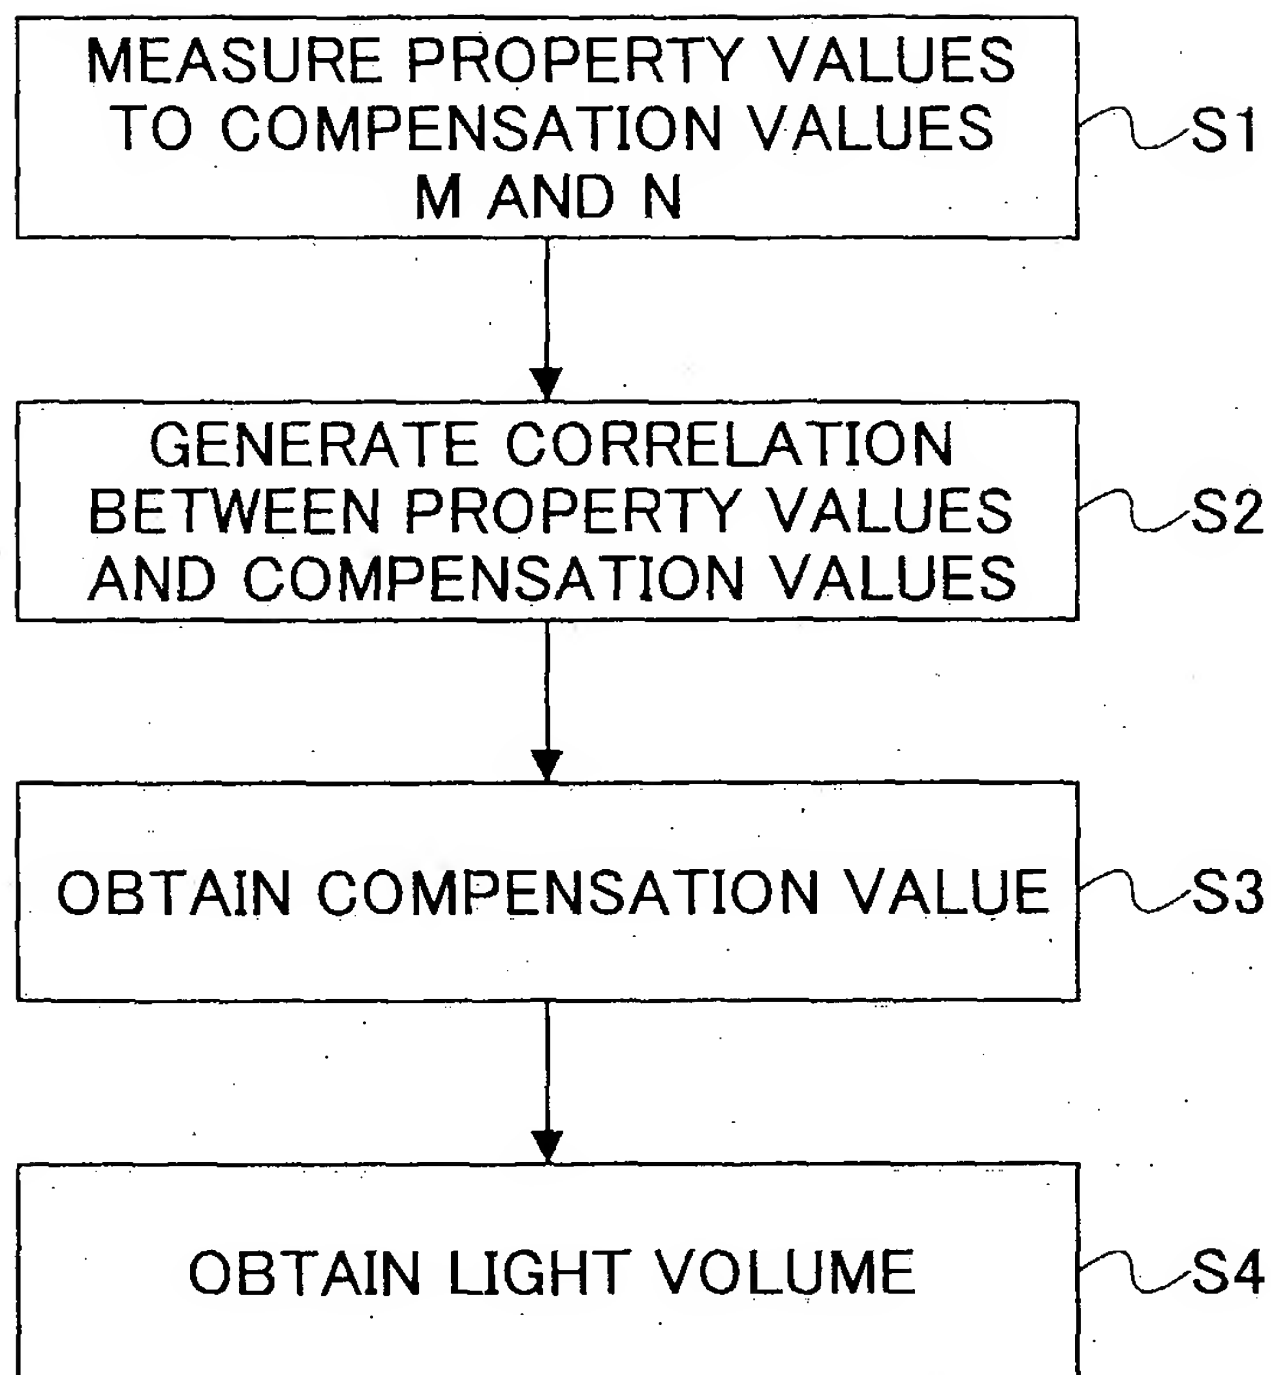 MEASURE PROPERTY VALUES
TO COMPENSATION VALUES
M AND N
S1
GENERATE CORRELATION
BETWEEN PROPERTY VALUES
AND COMPENSATION VALUES
S2
OBTAIN COMPENSATION VALUE
S3
OBTAIN LIGHT VOLUME
S4